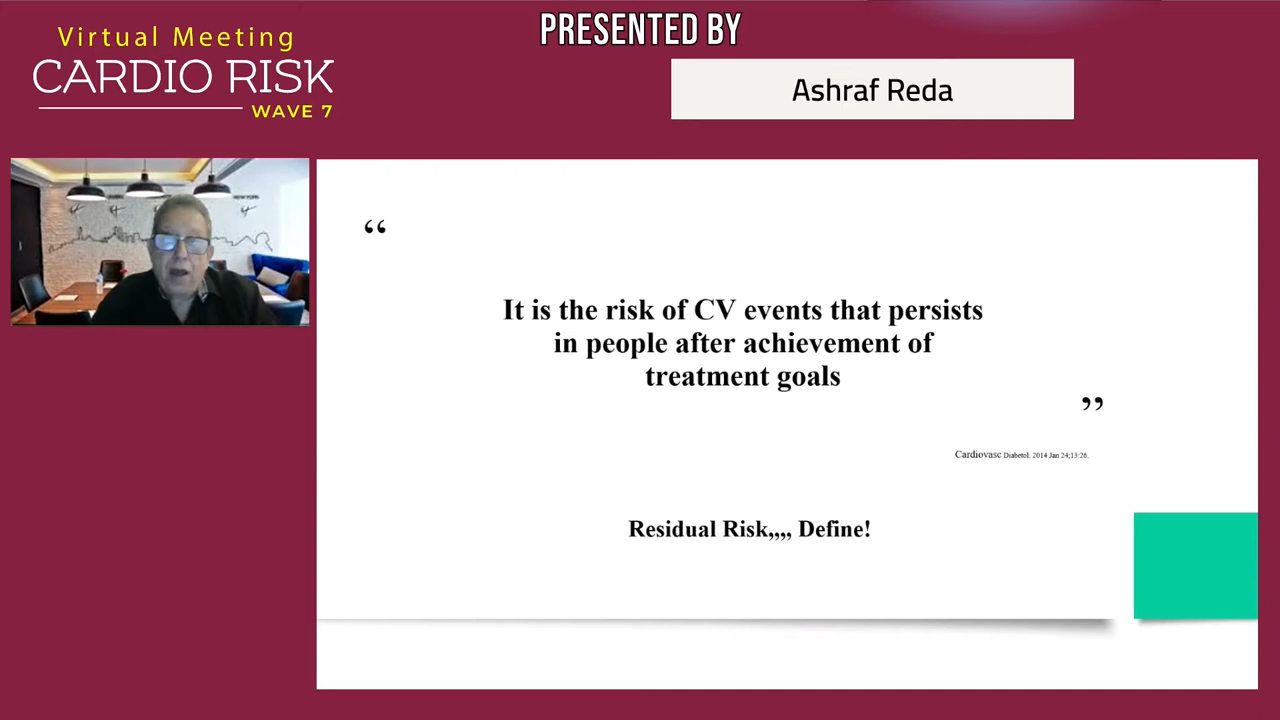 Virtual Meeting
CARDIO RISK
WAVE 7
PRESENTED BY
Ashraf Reda
“
It is the risk of CV events that persists
in people after achievement of
treatment goals
”
Cardiovasc Diabetol. 2014 Jan 24;13:26.
Residual Risk,,,, Define!